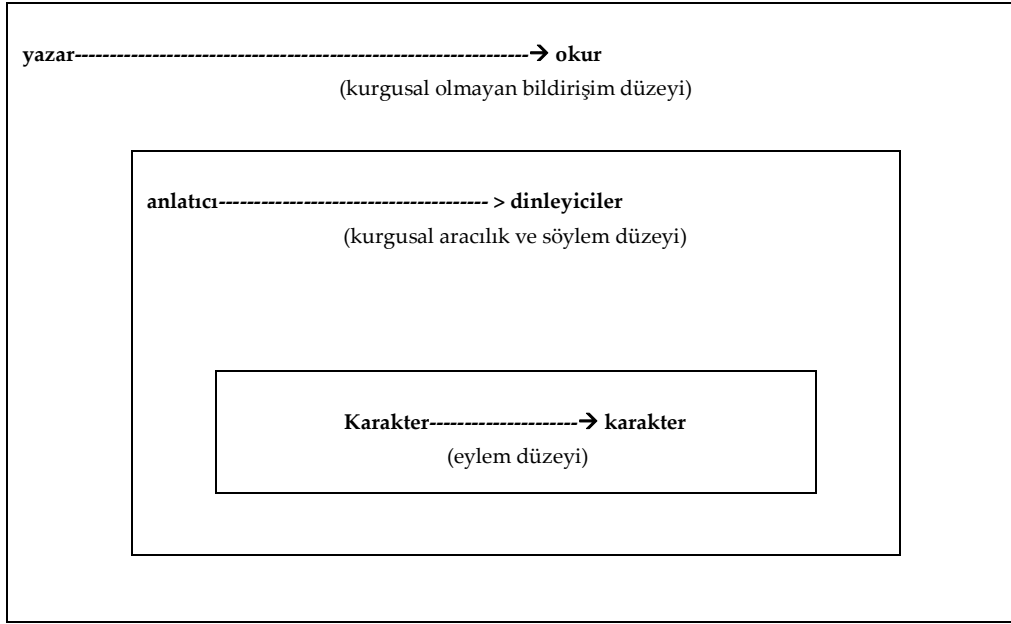 yazar----------------------------------------------------------------→ okur
(kurgusal olmayan bildirişim düzeyi)
anlatıcı-------------------------------------- > dinleyiciler
(kurgusal aracılık ve söylem düzeyi)
Karakter---------------------→ karakter
(eylem düzeyi)